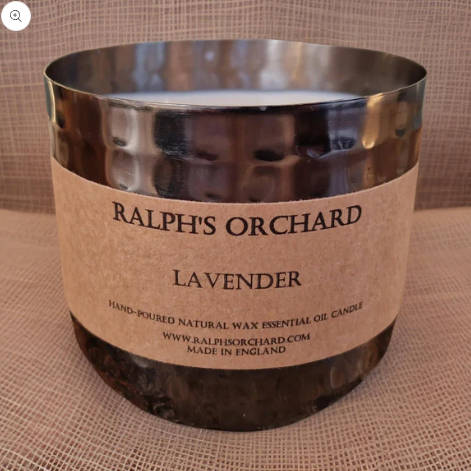 RALPH'S ORCHARD
LAVENDER
HAND-POURED NATURAL WAX ESSENTIAL OIL CANDLE
WWW.RALPHSORCHARD.COM
MADE IN ENGLAND